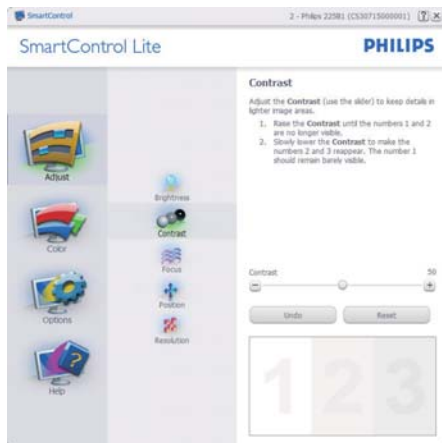 SmartControl
2 - Philips 225B1 (CS30715000001)
SmartControl Lite
PHILIPS
Adjust
Color
Options
Help
Brightness
Contrast
Focus
Position
Resolution
Contrast
Adjust the Contrast (use the slider) to keep details in
lighter image areas.
1. Raise the Contrast until the numbers 1 and 2
are no longer visible.
2. Slowly lower the Contrast to make the
numbers 2 and 3 reappear. The number 1
should remain barely visible.
Contrast 50
Undo Reset
1 2 3